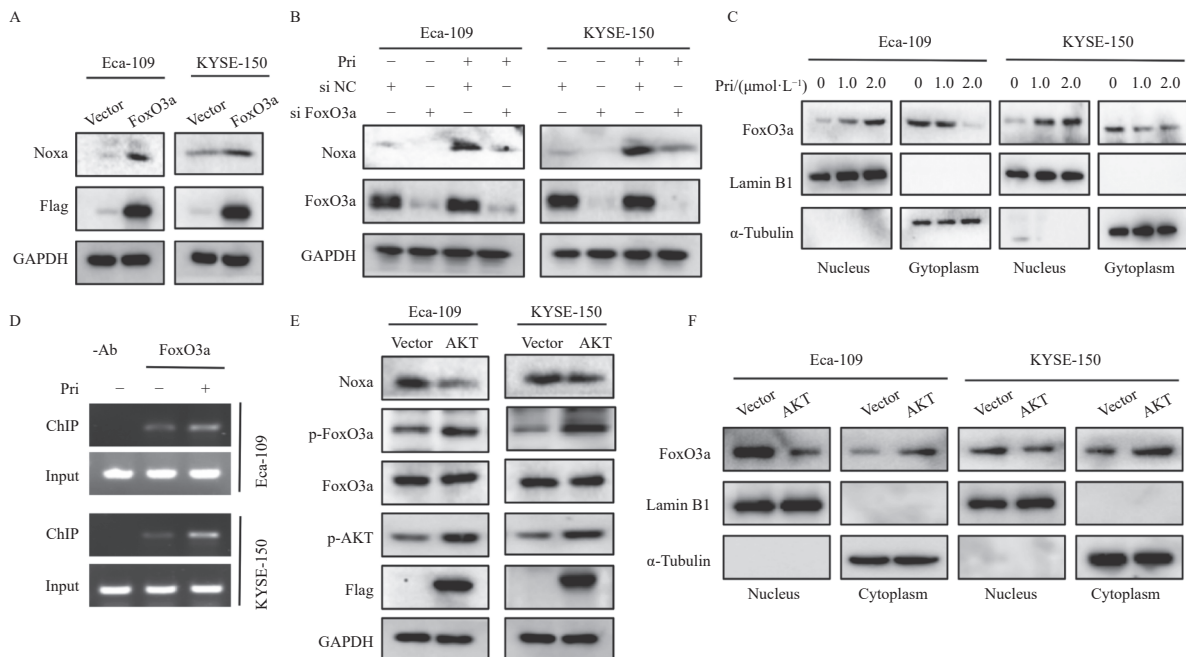 A
Eca-109 KYSE-150
Vector FoxO3a Vector FoxO3a
Noxa
Flag
GAPDH
B
Eca-109 KYSE-150
Pri − − + + − − + +
si NC + − + − + − + −
si FoxO3a − + − + − + − +
Noxa
FoxO3a
GAPDH
C
Eca-109 KYSE-150
Pri/(μmol·L⁻¹) 0 1.0 2.0 0 1.0 2.0 0 1.0 2.0 0 1.0 2.0
FoxO3a
Lamin B1
α-Tubulin
Nucleus Gytoplasm Nucleus Gytoplasm
D
-Ab FoxO3a
Pri − − +
ChIP
Input
Eca-109
ChIP
Input
KYSE-150
E
Eca-109 KYSE-150
Vector AKT Vector AKT
Noxa
p-FoxO3a
FoxO3a
p-AKT
Flag
GAPDH
F
Eca-109 KYSE-150
Vector AKT Vector AKT Vector AKT Vector AKT
FoxO3a
Lamin B1
α-Tubulin
Nucleus Cytoplasm Nucleus Cytoplasm